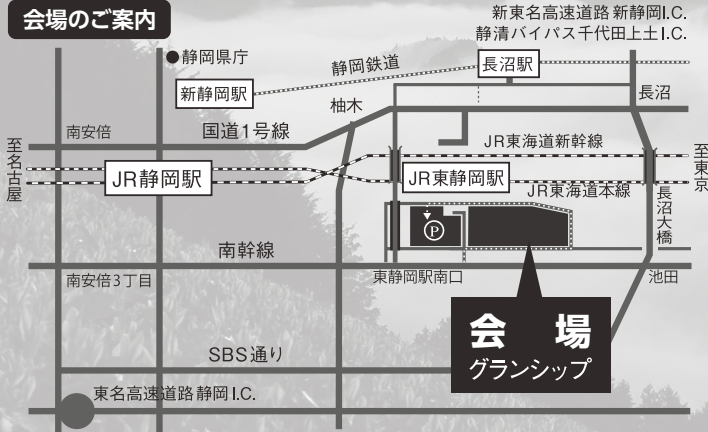 会場のご案内
新東名高速道路 新静岡I.C.
静清バイパス千代田上土I.C.
静岡県庁
静岡鉄道
長沼駅
新静岡駅
柚木
長沼
南安倍
国道1号線
JR東海道新幹線
至名古屋
至東京
JR静岡駅
JR東静岡駅
JR東海道本線
長沼大橋
P
南幹線
南安倍3丁目
東静岡駅南口
池田
会場
グランシップ
SBS通り
東名高速道路 静岡I.C.